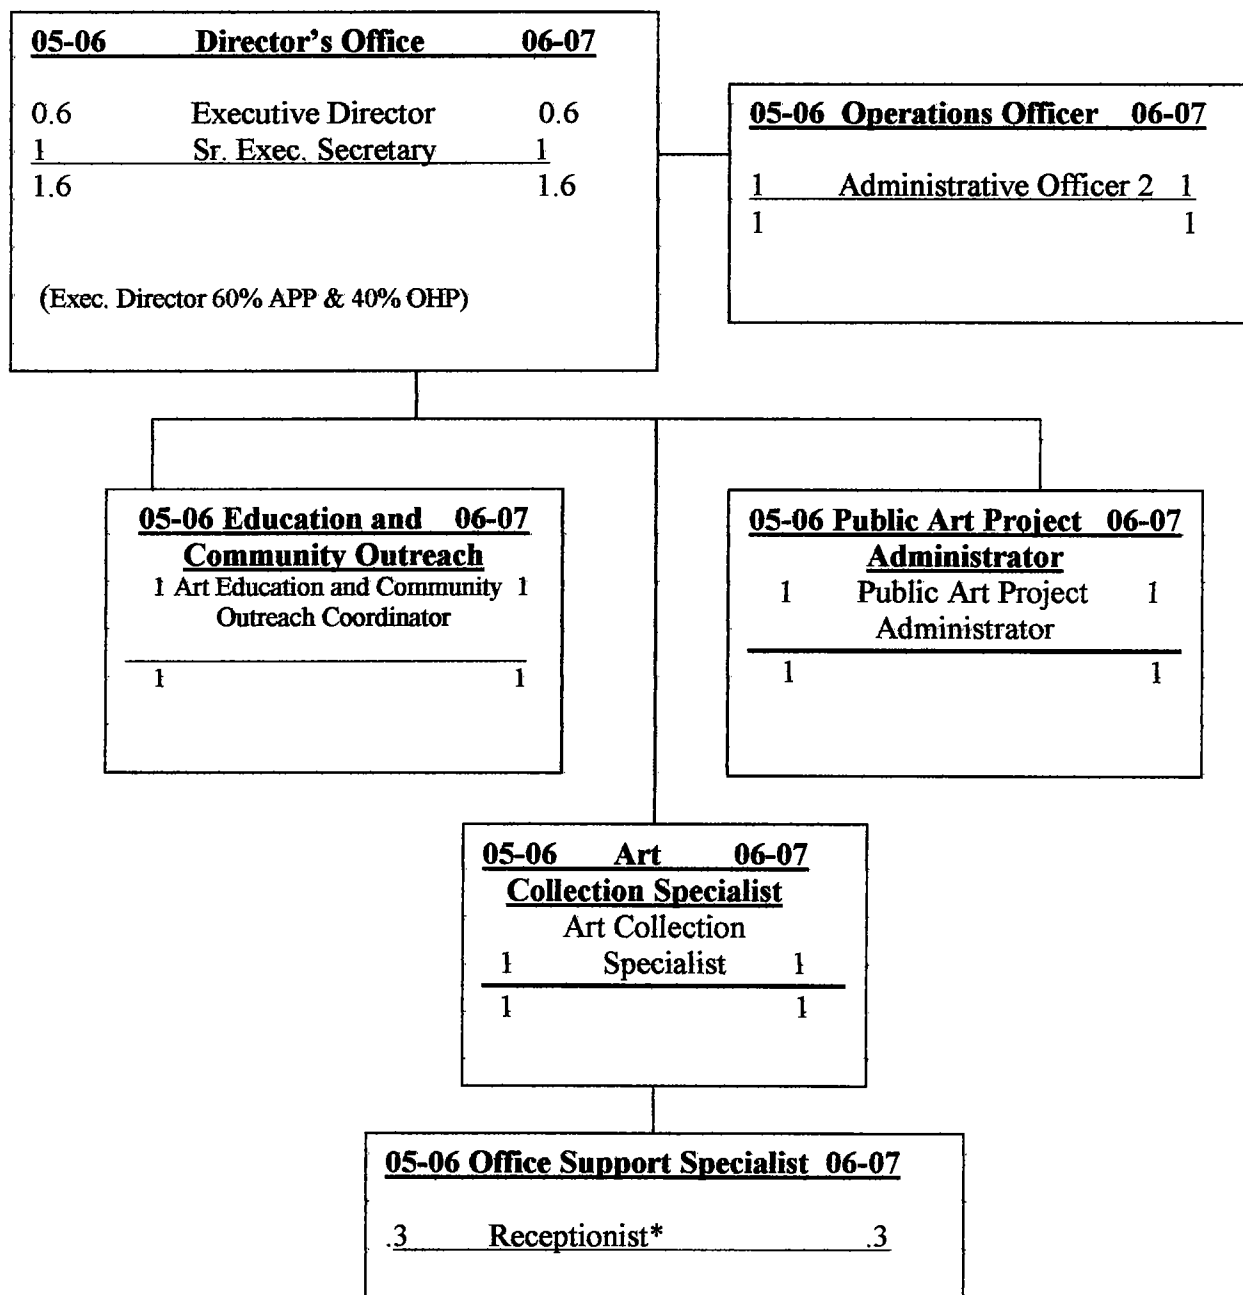 05-06 Director's Office 06-07
0.6 Executive Director 0.6
1 Sr. Exec. Secretary 1
1.6 1.6
(Exec. Director 60% APP & 40% OHP)
05-06 Operations Officer 06-07
1 Administrative Officer 2 1
1 1
05-06 Education and 06-07
Community Outreach
1 Art Education and Community 1
Outreach Coordinator
1 1
05-06 Public Art Project 06-07
Administrator
1 Public Art Project 1
Administrator
1 1
05-06 Art 06-07
Collection Specialist
Art Collection
1 Specialist 1
1 1
05-06 Office Support Specialist 06-07
.3 Receptionist* .3